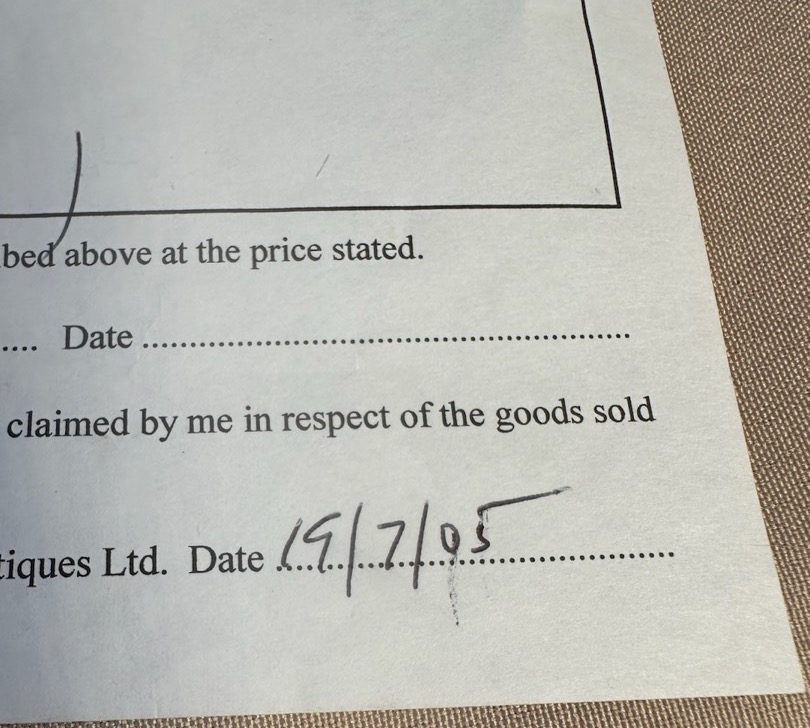 bed above at the price stated.
.... Date ..........................................................
claimed by me in respect of the goods sold
tiques Ltd. Date 19/7/05